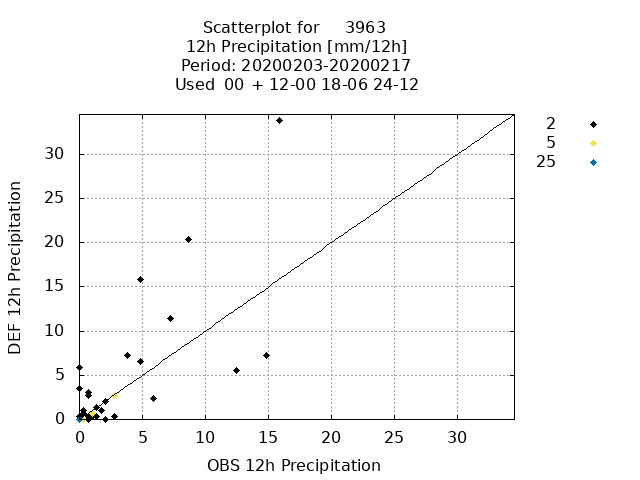 Scatterplot for 3963
12h Precipitation [mm/12h]
Period: 20200203-20200217
Used 00 + 12-00 18-06 24-12
2
5
25
30
25
20
15
10
5
0
DEF 12h Precipitation
0 5 10 15 20 25 30
OBS 12h Precipitation